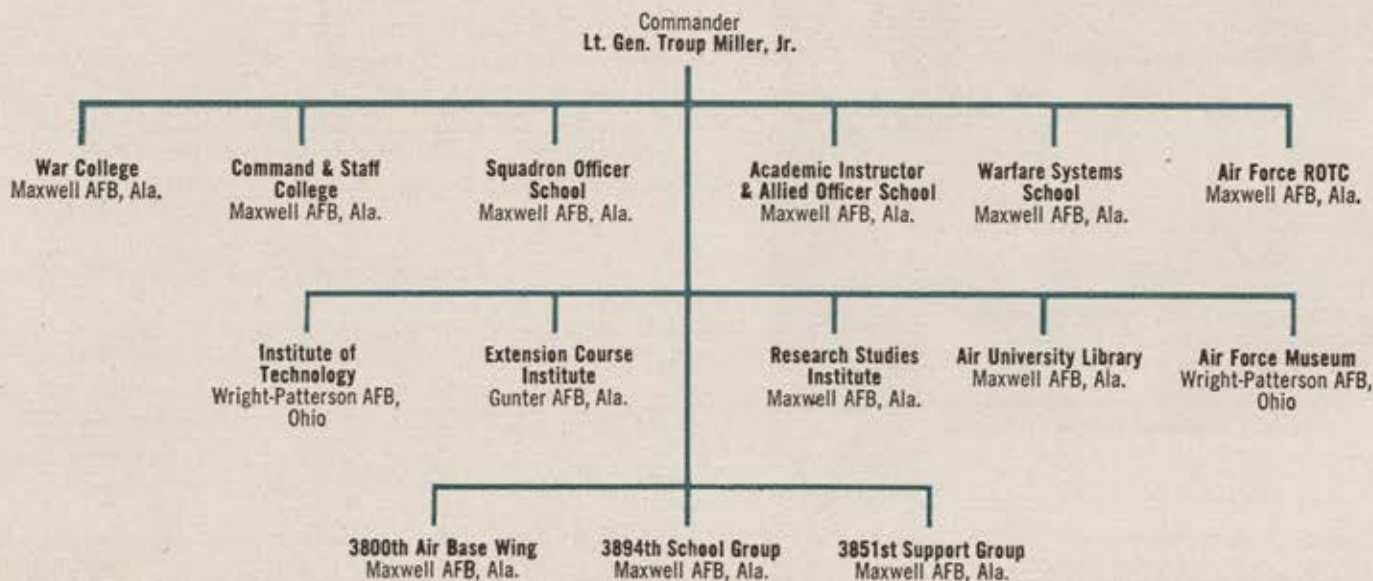 Commander
Lt. Gen. Troup Miller, Jr.
War College
Maxwell AFB, Ala.
Command & Staff
College
Maxwell AFB, Ala.
Squadron Officer
School
Maxwell AFB, Ala.
Academic Instructor
& Allied Officer School
Maxwell AFB, Ala.
Warfare Systems
School
Maxwell AFB, Ala.
Air Force ROTC
Maxwell AFB, Ala.
Institute of
Technology
Wright-Patterson AFB,
Ohio
Extension Course
Institute
Gunter AFB, Ala.
Research Studies
Institute
Maxwell AFB, Ala.
Air University Library
Maxwell AFB, Ala.
Air Force Museum
Wright-Patterson AFB,
Ohio
3800th Air Base Wing
Maxwell AFB, Ala.
3894th School Group
Maxwell AFB, Ala.
3851st Support Group
Maxwell AFB, Ala.